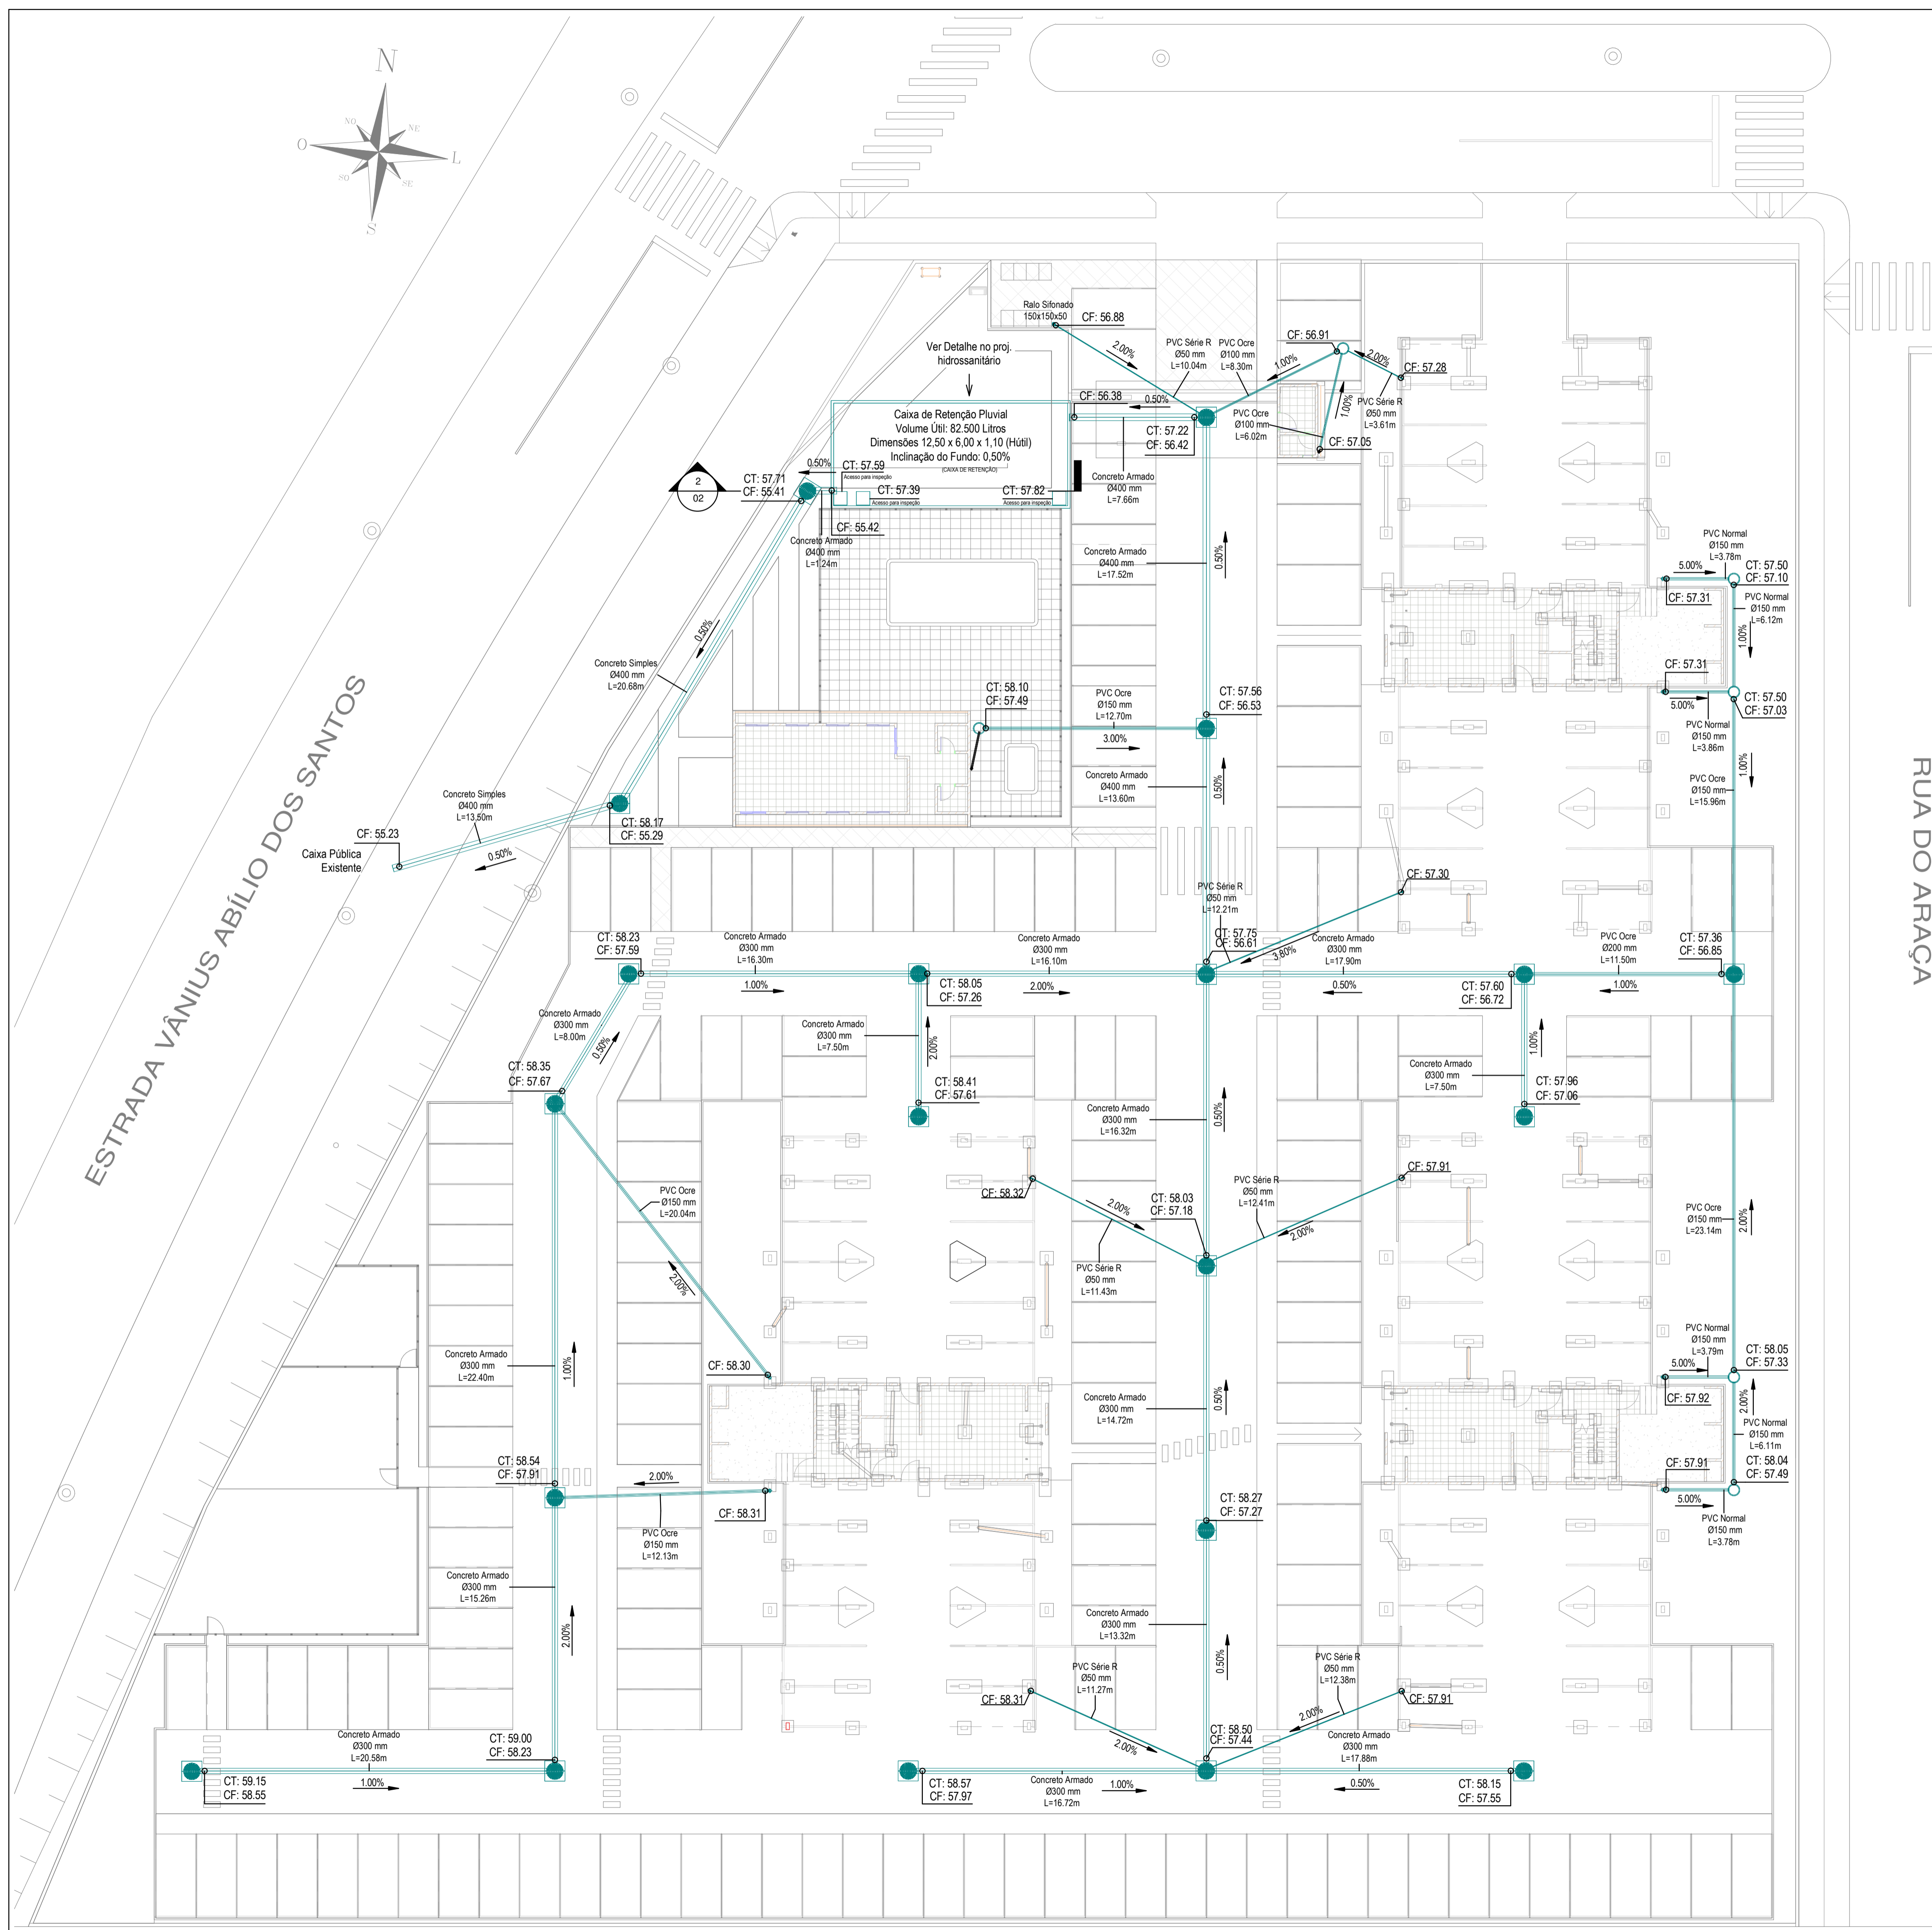 N
NO
NE
O
L
SO
SE
S
Ralo Sifonado
150x150x50
CF: 56.88
2.00%
PVC Série R
Ø50 mm
L=10.04m
PVC Ocre
Ø100 mm
L=8.30m
CF: 56.91
1.00%
2.00%
CF: 57.28
PVC Série R
Ø50 mm
L=3.61m
1.00%
PVC Ocre
Ø100 mm
L=6.02m
CF: 57.05
Ver Detalhe no proj.
hidrossanitário
CF: 56.38
0.50%
Caixa de Retenção Pluvial
Volume Útil: 82.500 Litros
Dimensões 12,50 x 6,00 x 1,10 (Hútil)
Inclinação do Fundo: 0,50%
(CAIXA DE RETENÇÃO)
CT: 57.22
CF: 56.42
Concreto Armado
Ø400 mm
L=7.66m
2
02
CT: 57.71
CF: 55.41
0.50%
CT: 57.59
Acesso para inspeção
CT: 57.39
Acesso para inspeção
CT: 57.82
Acesso para inspeção
CF: 55.42
Concreto Armado
Ø400 mm
L=1.24m
Concreto Armado
Ø400 mm
L=17.52m
0.50%
PVC Normal
Ø150 mm
L=3.78m
5.00%
CT: 57.50
CF: 57.10
CF: 57.31
PVC Normal
Ø150 mm
L=6.12m
1.00%
CF: 57.31
5.00%
CT: 57.50
CF: 57.03
PVC Normal
Ø150 mm
L=3.86m
PVC Ocre
Ø150 mm
L=15.96m
1.00%
0.50%
Concreto Simples
Ø400 mm
L=20.68m
CT: 58.10
CF: 57.49
PVC Ocre
Ø150 mm
L=12.70m
3.00%
CT: 57.56
CF: 56.53
Concreto Armado
Ø400 mm
L=13.60m
0.50%
Concreto Simples
Ø400 mm
L=13.50m
CF: 55.23
Caixa Pública
Existente
0.50%
CT: 58.17
CF: 55.29
ESTRADA VÂNIUS ABÍLIO DOS SANTOS
RUA DO ARAÇA
CF: 57.30
PVC Série R
Ø50 mm
L=12.21m
3.80%
CT: 58.23
CF: 57.59
Concreto Armado
Ø300 mm
L=16.30m
1.00%
Concreto Armado
Ø300 mm
L=16.10m
2.00%
CT: 57.75
CF: 56.61
Concreto Armado
Ø300 mm
L=17.90m
0.50%
PVC Ocre
Ø200 mm
L=11.50m
1.00%
CT: 57.36
CF: 56.85
CT: 58.05
CF: 57.26
CT: 57.60
CF: 56.72
Concreto Armado
Ø300 mm
L=8.00m
0.50%
Concreto Armado
Ø300 mm
L=7.50m
2.00%
Concreto Armado
Ø300 mm
L=7.50m
1.00%
CT: 58.35
CF: 57.67
CT: 58.41
CF: 57.61
CT: 57.96
CF: 57.06
Concreto Armado
Ø300 mm
L=16.32m
0.50%
PVC Ocre
Ø150 mm
L=20.04m
2.00%
CF: 58.32
2.00%
PVC Série R
Ø50 mm
L=11.43m
CT: 58.03
CF: 57.18
PVC Série R
Ø50 mm
L=12.41m
2.00%
CF: 57.91
PVC Ocre
Ø150 mm
L=23.14m
2.00%
Concreto Armado
Ø300 mm
L=22.40m
1.00%
CF: 58.30
Concreto Armado
Ø300 mm
L=14.72m
0.50%
PVC Normal
Ø150 mm
L=3.79m
5.00%
CT: 58.05
CF: 57.33
CF: 57.92
2.00%
PVC Normal
Ø150 mm
L=6.11m
CF: 57.91
CT: 58.04
CF: 57.49
5.00%
PVC Normal
Ø150 mm
L=3.78m
CT: 58.54
CF: 57.91
2.00%
CF: 58.31
PVC Ocre
Ø150 mm
L=12.13m
CT: 58.27
CF: 57.27
Concreto Armado
Ø300 mm
L=15.26m
2.00%
Concreto Armado
Ø300 mm
L=13.32m
0.50%
PVC Série R
Ø50 mm
L=11.27m
CF: 58.31
2.00%
PVC Série R
Ø50 mm
L=12.38m
2.00%
CF: 57.91
Concreto Armado
Ø300 mm
L=20.58m
1.00%
CT: 59.00
CF: 58.23
CT: 59.15
CF: 58.55
CT: 58.50
CF: 57.44
Concreto Armado
Ø300 mm
L=17.88m
0.50%
CT: 58.57
CF: 57.97
Concreto Armado
Ø300 mm
L=16.72m
1.00%
CT: 58.15
CF: 57.55